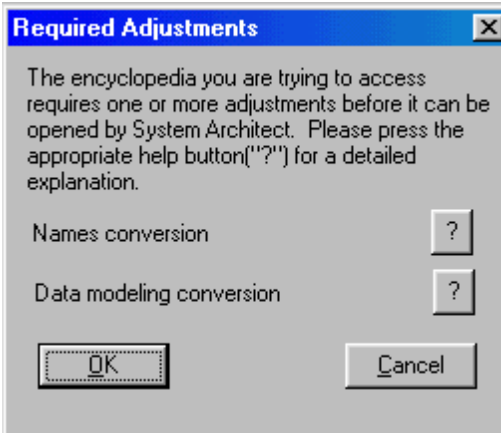 Required Adjustments
The encyclopedia you are trying to access
requires one or more adjustments before it can be
opened by System Architect.  Please press the
appropriate help button("?") for a detailed
explanation.
Names conversion ?
Data modeling conversion ?
OK Cancel